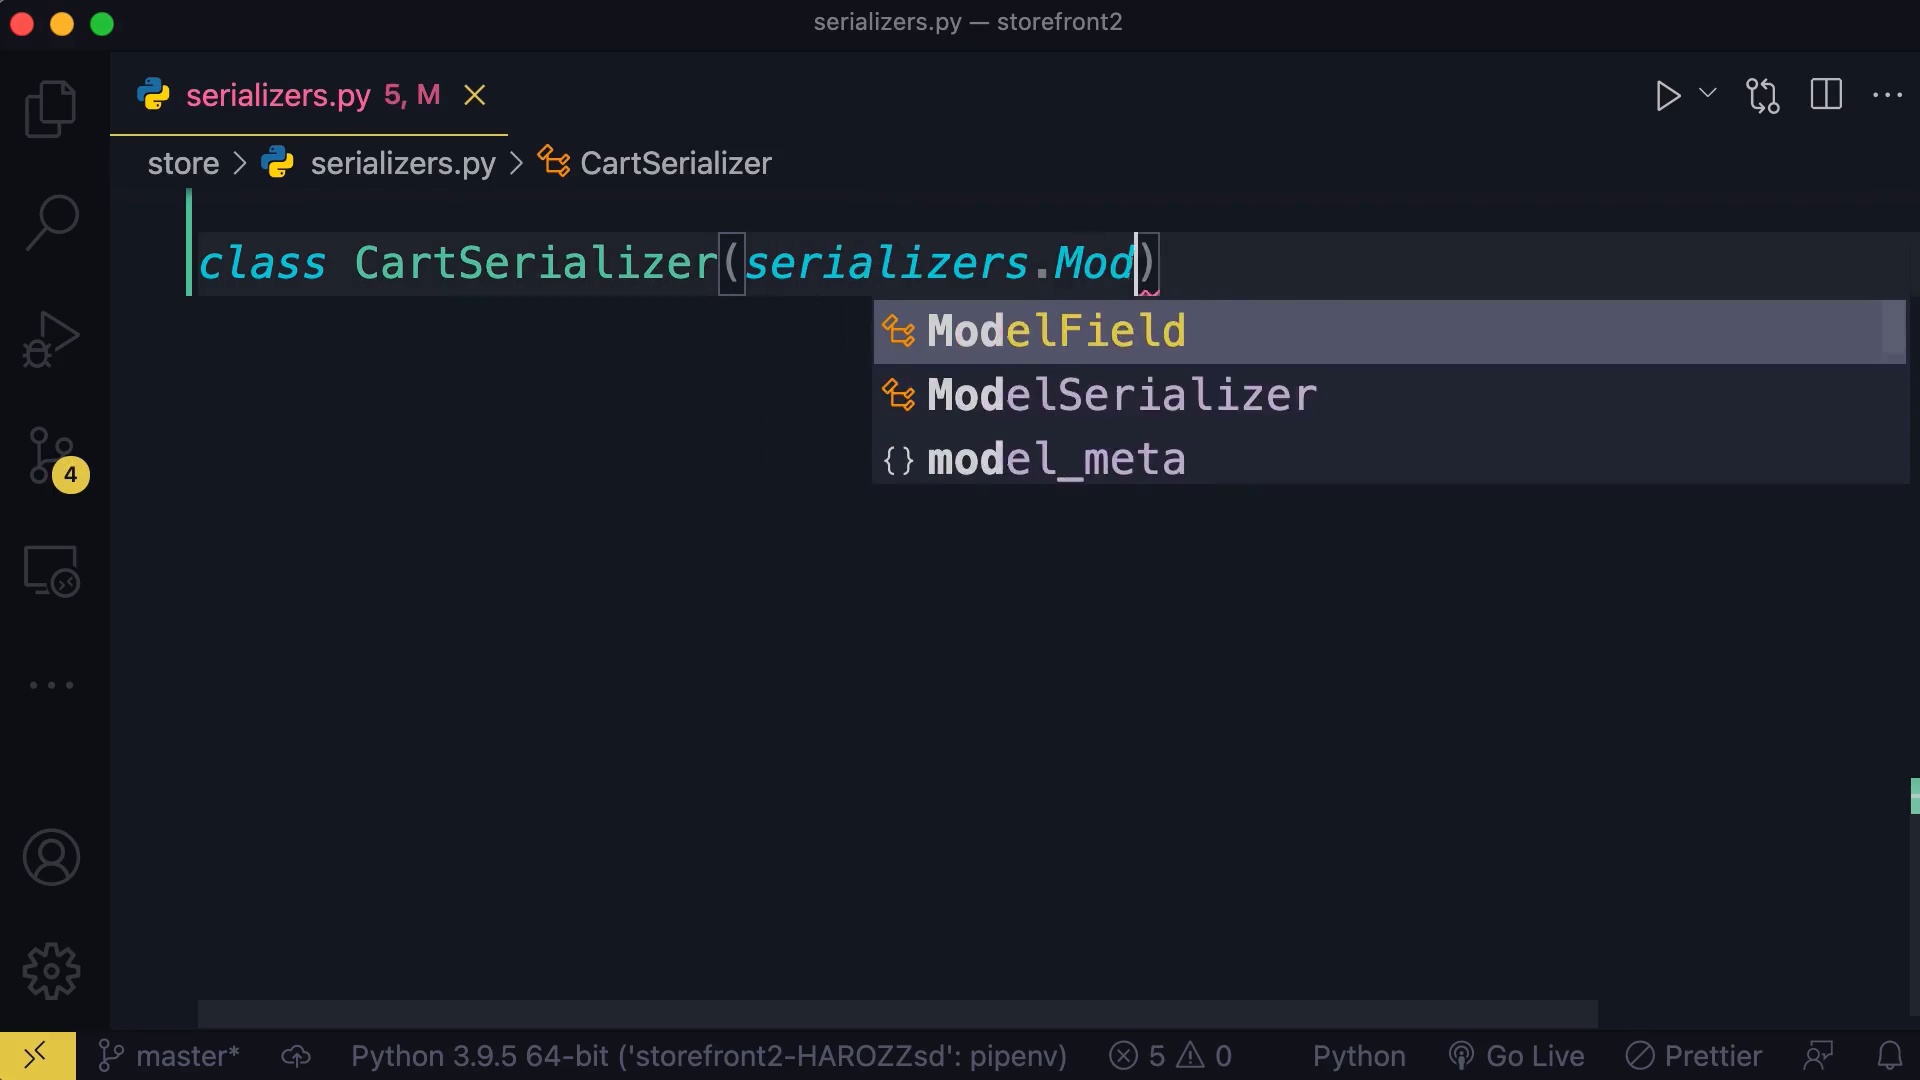 serializers.py — storefront2
serializers.py 5, M
store > serializers.py > CartSerializer
class CartSerializer(serializers.Mod)
ModelField
ModelSerializer
{} model_meta
4
master* Python 3.9.5 64-bit ('storefront2-HAROZZsd': pipenv) 5 0 Python Go Live Prettier